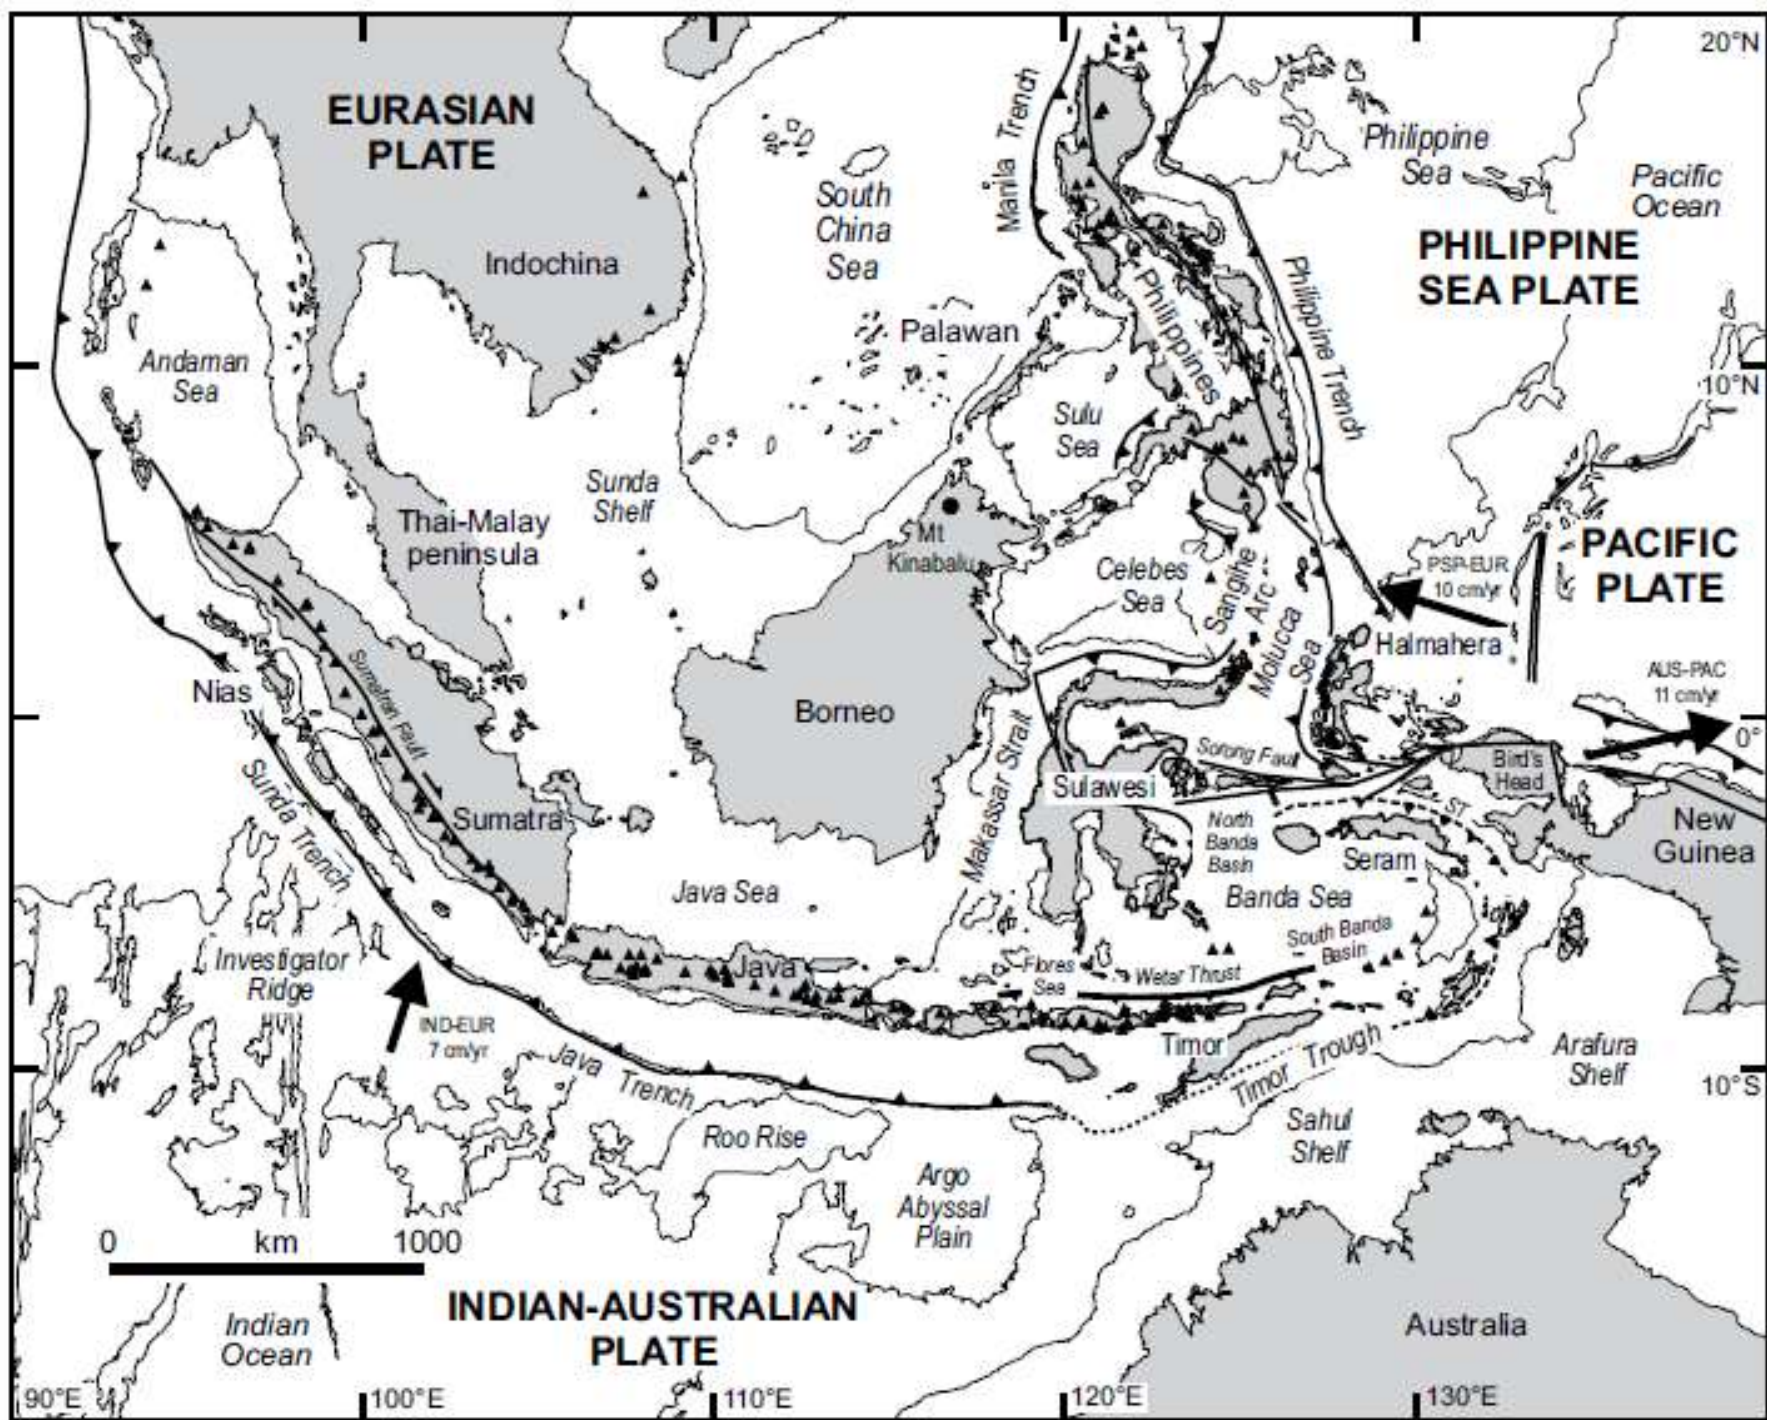 20°N
EURASIAN
PLATE
Manila Trench
Philippine
Sea
Pacific
Ocean
South
China
Sea
PHILIPPINE
SEA PLATE
Indochina
Philippines
Philippine Trench
Palawan
Andaman
Sea
10°N
Sulu
Sea
Sunda
Shelf
Thai-Malay
peninsula
Mt
Kinabalu
PACIFIC
PLATE
Celebes
Sea
Sangihe
Arc
PSP-EUR
10 cm/yr
Molucca
Sea
Halmahera
Nias
Sumatran Fault
AUS-PAC
11 cm/yr
Borneo
0°
Makassar Strait
Sorong Fault
Bird's
Head
Sunda Trench
Sulawesi
ST
Sumatra
North
Banda
Basin
New
Guinea
Seram
Java Sea
Banda Sea
South Banda
Basin
Investigator
Ridge
Java
Flores
Sea
Wetar Thrust
IND-EUR
7 cm/yr
Java Trench
Timor
Timor Trough
Arafura
Shelf
10°S
Roo Rise
Sahul
Shelf
Argo
Abyssal
Plain
0 km 1000
INDIAN-AUSTRALIAN
PLATE
Indian
Ocean
Australia
90°E
100°E
110°E
120°E
130°E